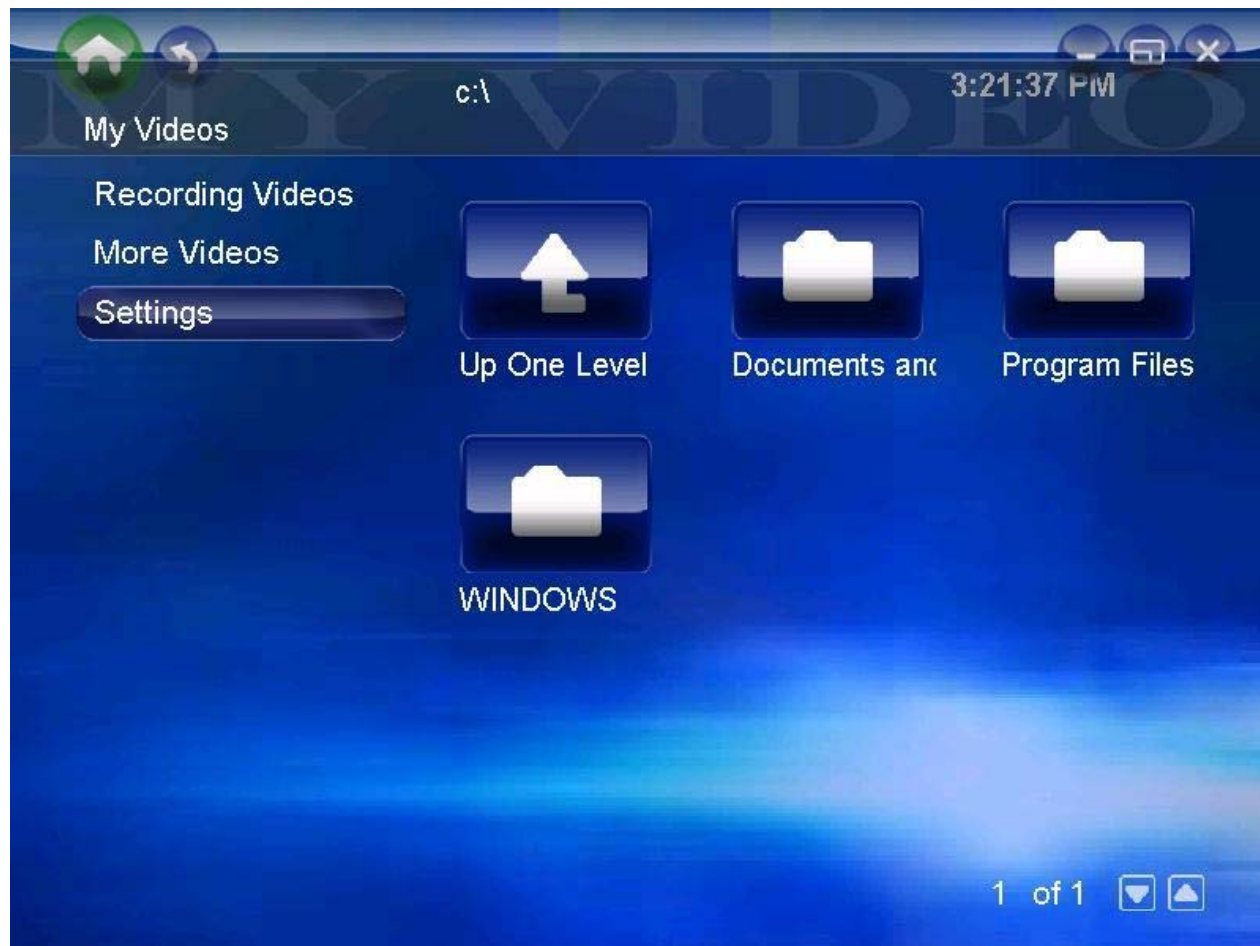 MY VIDEO
c:\
3:21:37 PM
My Videos
Recording Videos
More Videos
Settings
Up One Level
Documents and
Program Files
WINDOWS
1 of 1